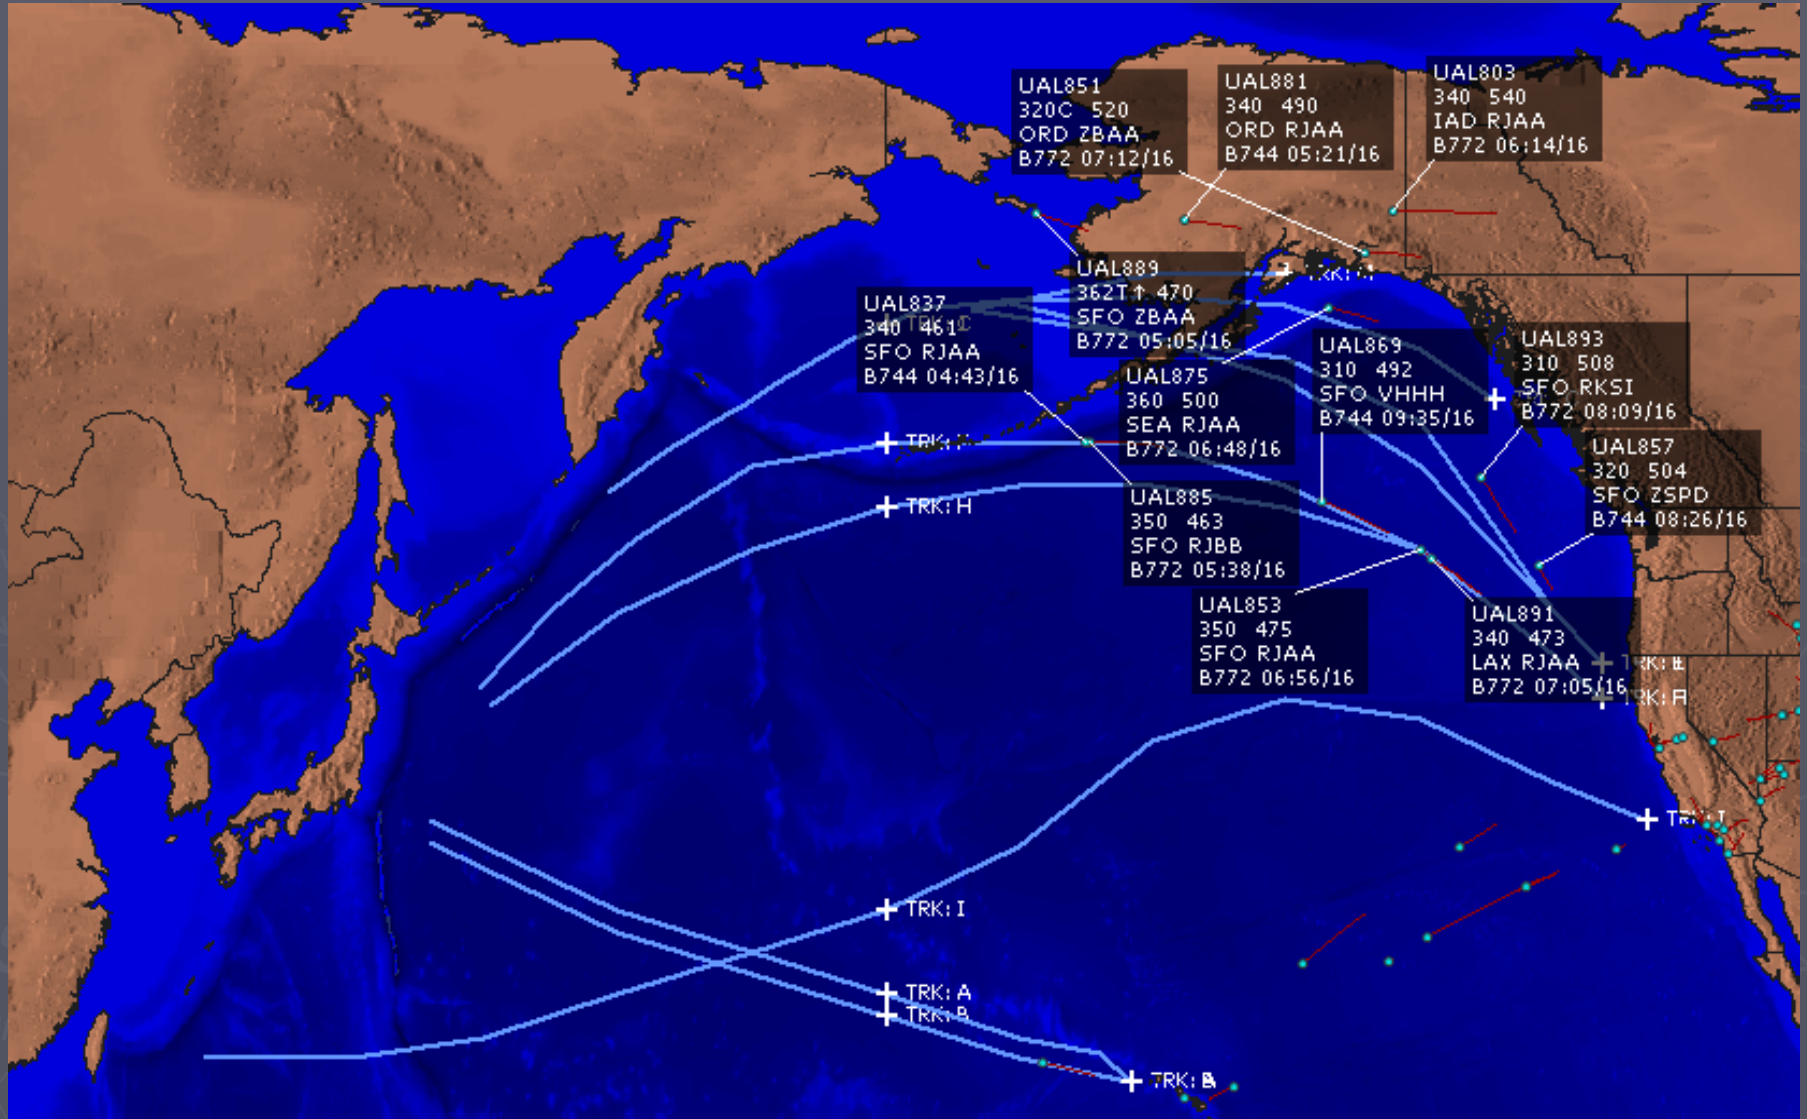 UAL851
320C 520
ORD ZBAA
B772 07:12/16
UAL881
340 490
ORD RJAA
B744 05:21/16
UAL803
340 540
IAD RJAA
B772 06:14/16
UAL889
362T↑ 470
SFO ZBAA
B772 05:05/16
UAL837
340 461
SFO RJAA
B744 04:43/16
UAL875
360 500
SEA RJAA
B772 06:48/16
UAL869
310 492
SFO VHHH
B744 09:35/16
UAL893
310 508
SFO RKSI
B772 08:09/16
UAL857
320 504
SFO ZSPD
B744 08:26/16
UAL885
350 463
SFO RJBB
B772 05:38/16
UAL853
350 475
SFO RJAA
B772 06:56/16
UAL891
340 473
LAX RJAA
B772 07:05/16
TRK:
TRK: H
TRK:
TRK:
TRK: I
TRK: A
TRK: B
TRK: